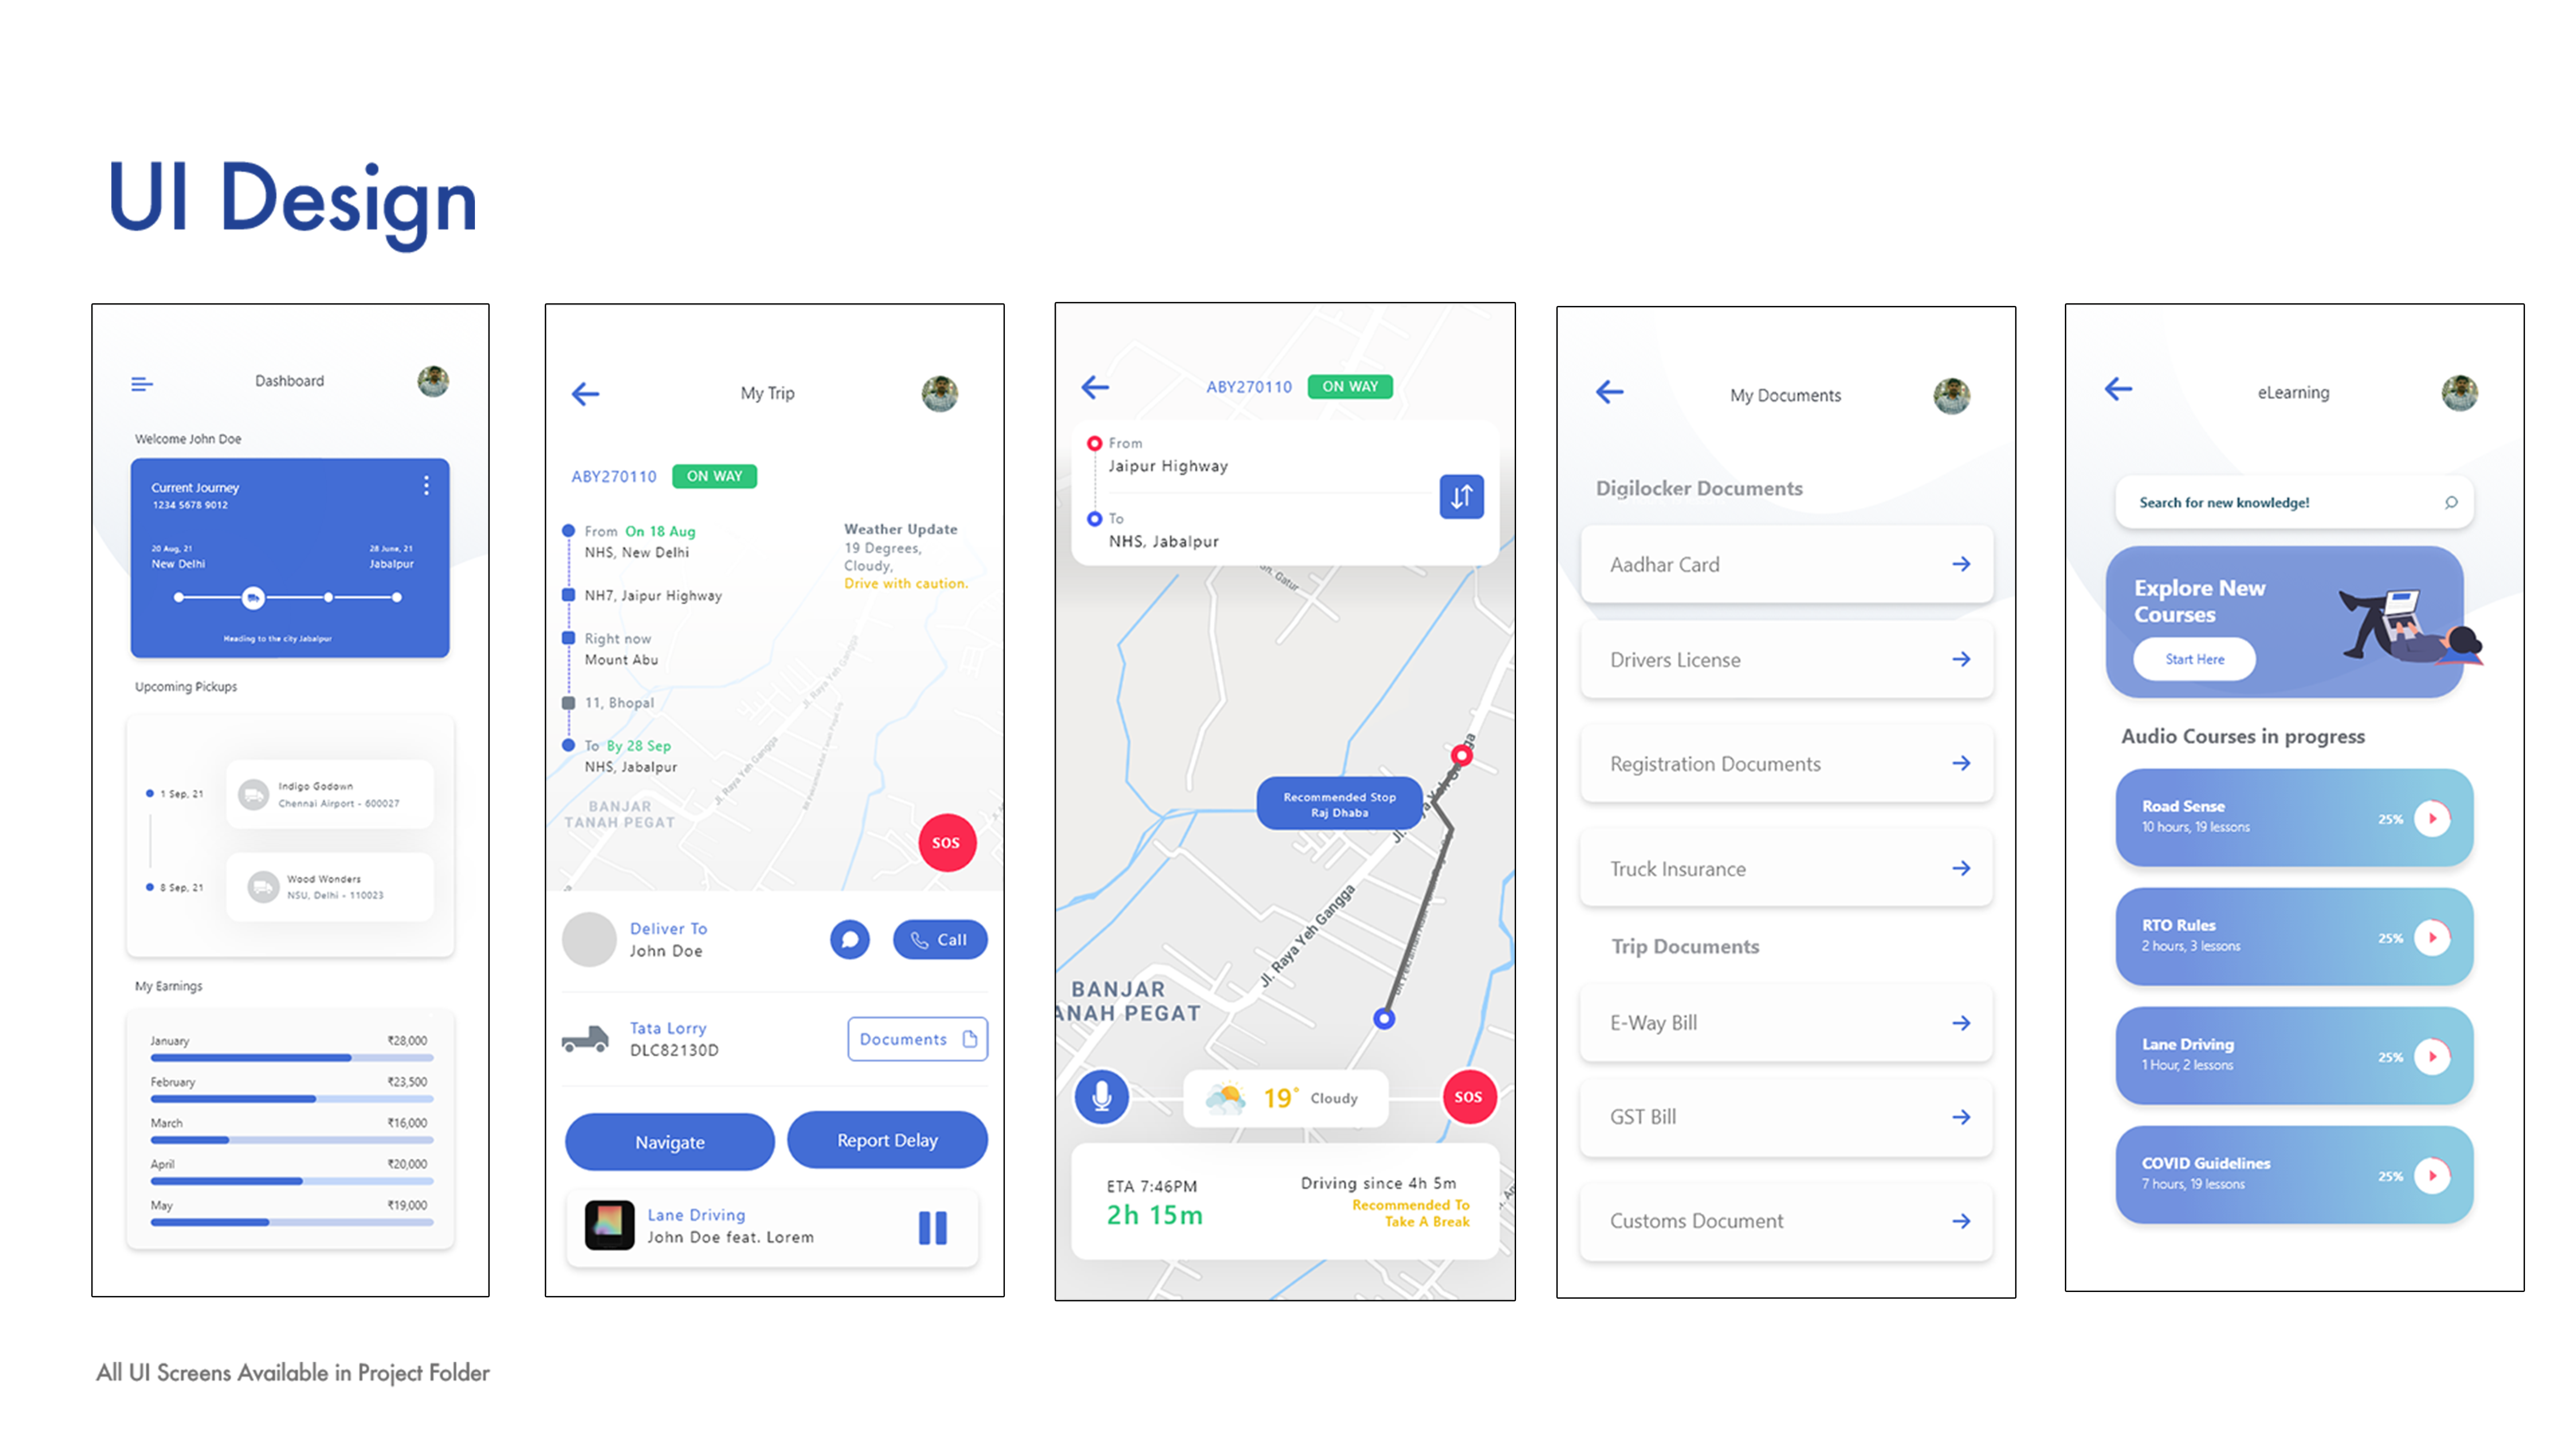 UI Design
Dashboard
Welcome John Doe
Current Journey
1234 5678 9012
20 Aug, 21
28 June, 21
New Delhi
Jabalpur
Heading to the city Jabalpur
Upcoming Pickups
1 Sep, 21
Indigo Godown
Chennai Airport - 600027
8 Sep, 21
Wood Wonders
NSU, Delhi - 110023
My Earnings
January
₹28,000
February
₹23,500
March
₹16,000
April
₹20,000
May
₹19,000
My Trip
ABY270110
ON WAY
From On 18 Aug
NHS, New Delhi
NH7, Jaipur Highway
Right now
Mount Abu
11, Bhopal
To By 28 Sep
NHS, Jabalpur
Weather Update
19 Degrees,
Cloudy,
Drive with caution.
Jl. Raya Yeh Gangga
Jl. Raya Yeh Gangga
BANJAR
TANAH PEGAT
SOS
Deliver To
John Doe
Call
Tata Lorry
DLC82130D
Documents
Navigate
Report Delay
Lane Driving
John Doe feat. Lorem
ABY270110
ON WAY
From
Jaipur Highway
To
NHS, Jabalpur
Gatur
Recommended Stop
Raj Dhaba
Jl. Raya Yeh Gangga
BANJAR
ANAH PEGAT
19° Cloudy
SOS
ETA 7:46PM
2h 15m
Driving since 4h 5m
Recommended To
Take A Break
My Documents
Digilocker Documents
Aadhar Card
Drivers License
Registration Documents
Truck Insurance
Trip Documents
E-Way Bill
GST Bill
Customs Document
eLearning
Search for new knowledge!
Explore New
Courses
Start Here
Audio Courses in progress
Road Sense
10 hours, 19 lessons
25%
RTO Rules
2 hours, 3 lessons
25%
Lane Driving
1 Hour, 2 lessons
25%
COVID Guidelines
7 hours, 19 lessons
25%
All UI Screens Available in Project Folder